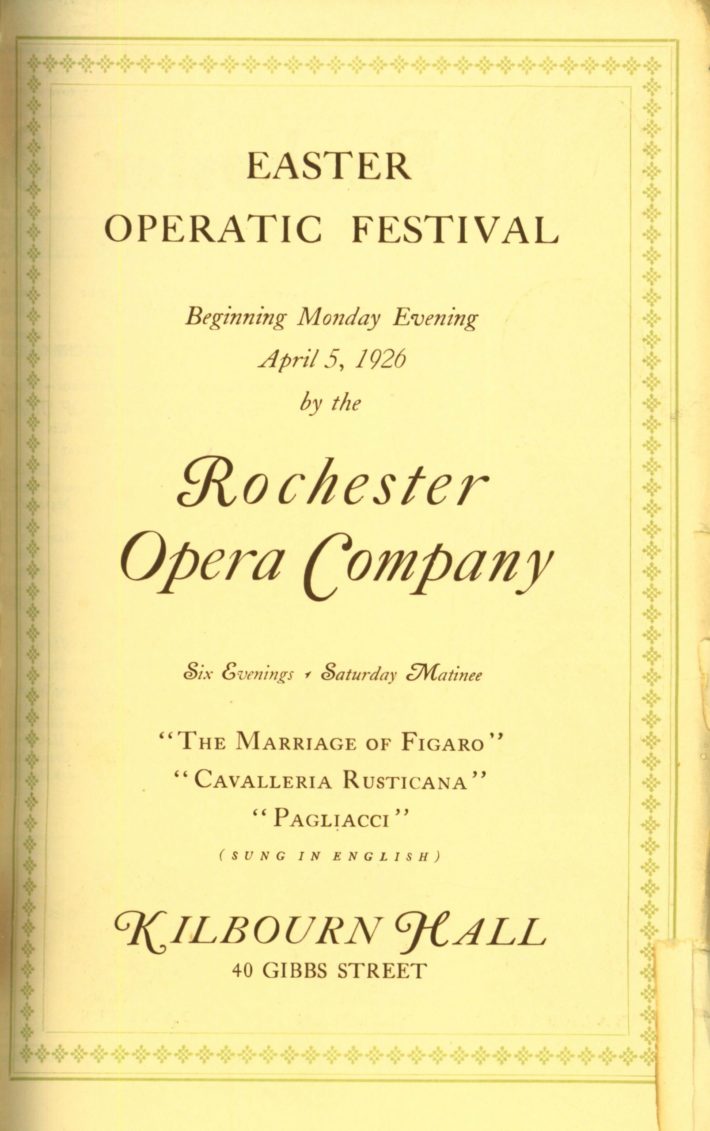 EASTER
OPERATIC FESTIVAL
Beginning Monday Evening
April 5, 1926
by the
Rochester
Opera Company
Six Evenings · Saturday Matinee
"THE MARRIAGE OF FIGARO"
"CAVALLERIA RUSTICANA"
"PAGLIACCI"
(SUNG IN ENGLISH)
KILBOURN HALL
40 GIBBS STREET